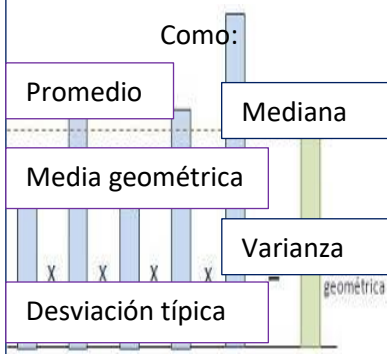 Como:
Promedio
Mediana
Media geométrica
Varianza
X X X X =
geométrica
Desviación típica